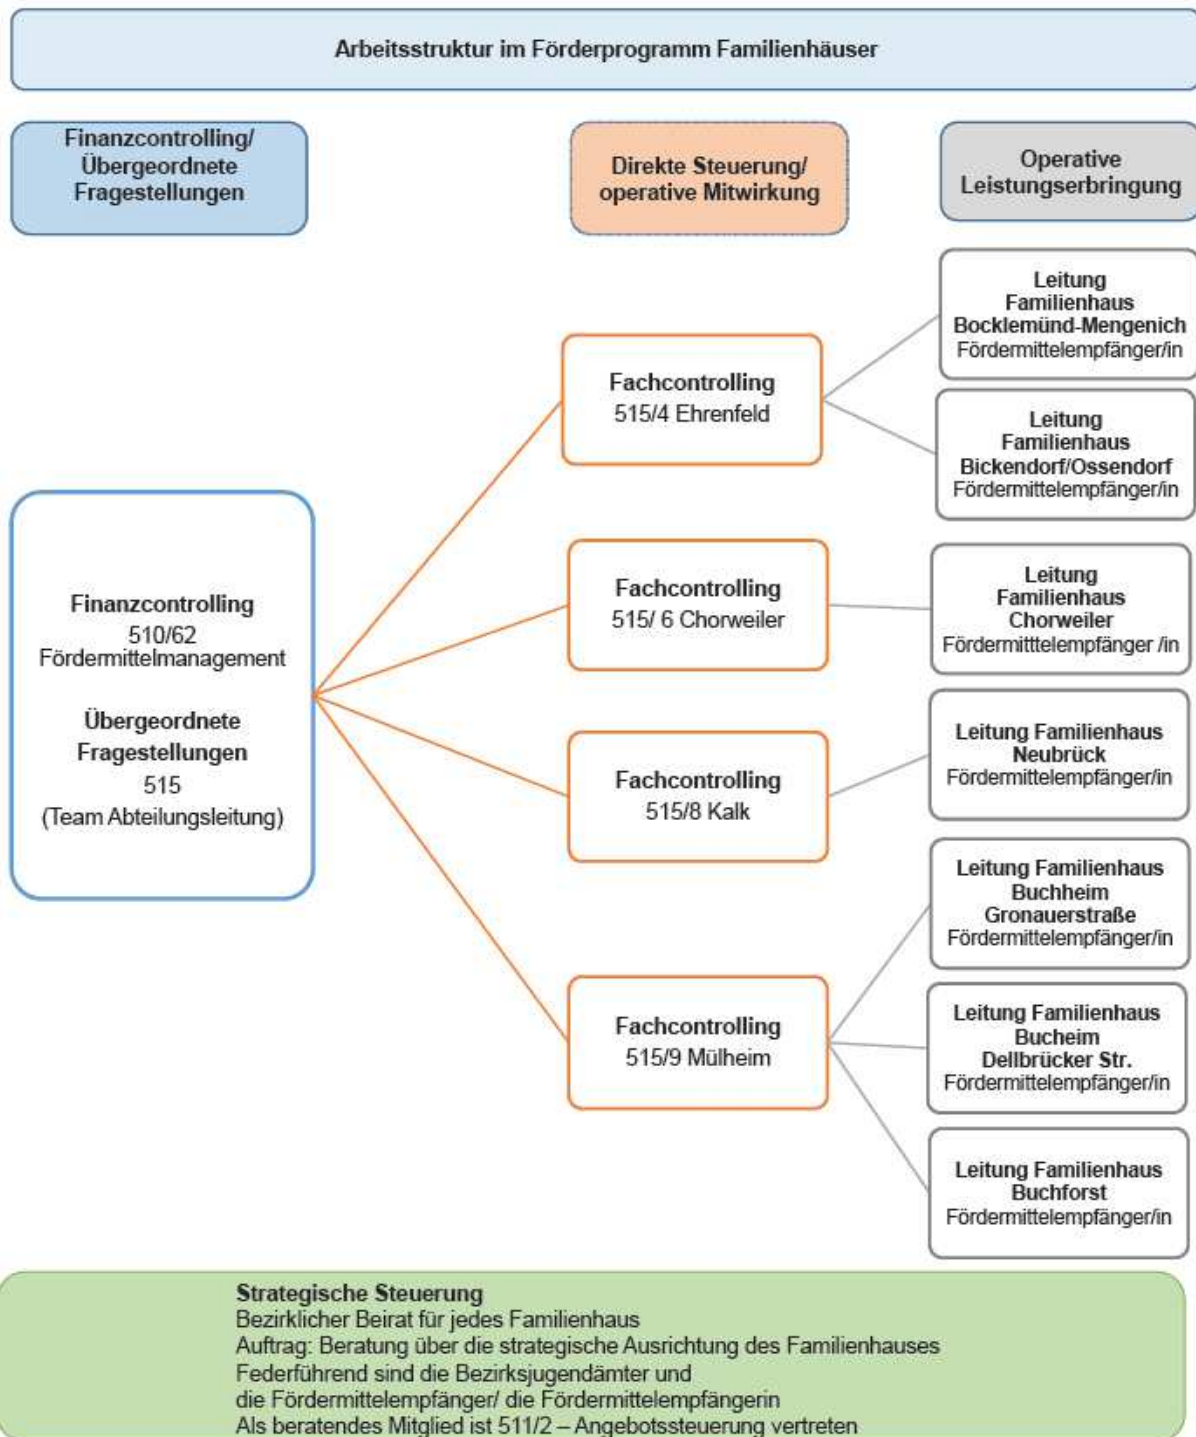 Arbeitsstruktur im Förderprogramm Familienhäuser
Finanzcontrolling/
Übergeordnete
Fragestellungen
Direkte Steuerung/
operative Mitwirkung
Operative
Leistungserbringung
Finanzcontrolling
510/62
Fördermittelmanagement
Übergeordnete
Fragestellungen
515
(Team Abteilungsleitung)
Fachcontrolling
515/4 Ehrenfeld
Fachcontrolling
515/ 6 Chorweiler
Fachcontrolling
515/8 Kalk
Fachcontrolling
515/9 Mülheim
Leitung
Familienhaus
Bocklemünd-Mengenich
Fördermittelempfänger/in
Leitung
Familienhaus
Bickendorf/Ossendorf
Fördermittelempfänger/in
Leitung
Familienhaus
Chorweiler
Fördermitttelempfänger /in
Leitung Familienhaus
Neubrück
Fördermittelempfänger/in
Leitung Familienhaus
Buchheim
Gronauerstraße
Fördermittelempfänger/in
Leitung Familienhaus
Bucheim
Dellbrücker Str.
Fördermittelempfänger/in
Leitung Familienhaus
Buchforst
Fördermittelempfänger/in
Strategische Steuerung
Bezirklicher Beirat für jedes Familienhaus
Auftrag: Beratung über die strategische Ausrichtung des Familienhauses
Federführend sind die Bezirksjugendämter und
die Fördermittelempfänger/ die Fördermittelempfängerin
Als beratendes Mitglied ist 511/2 – Angebotssteuerung vertreten